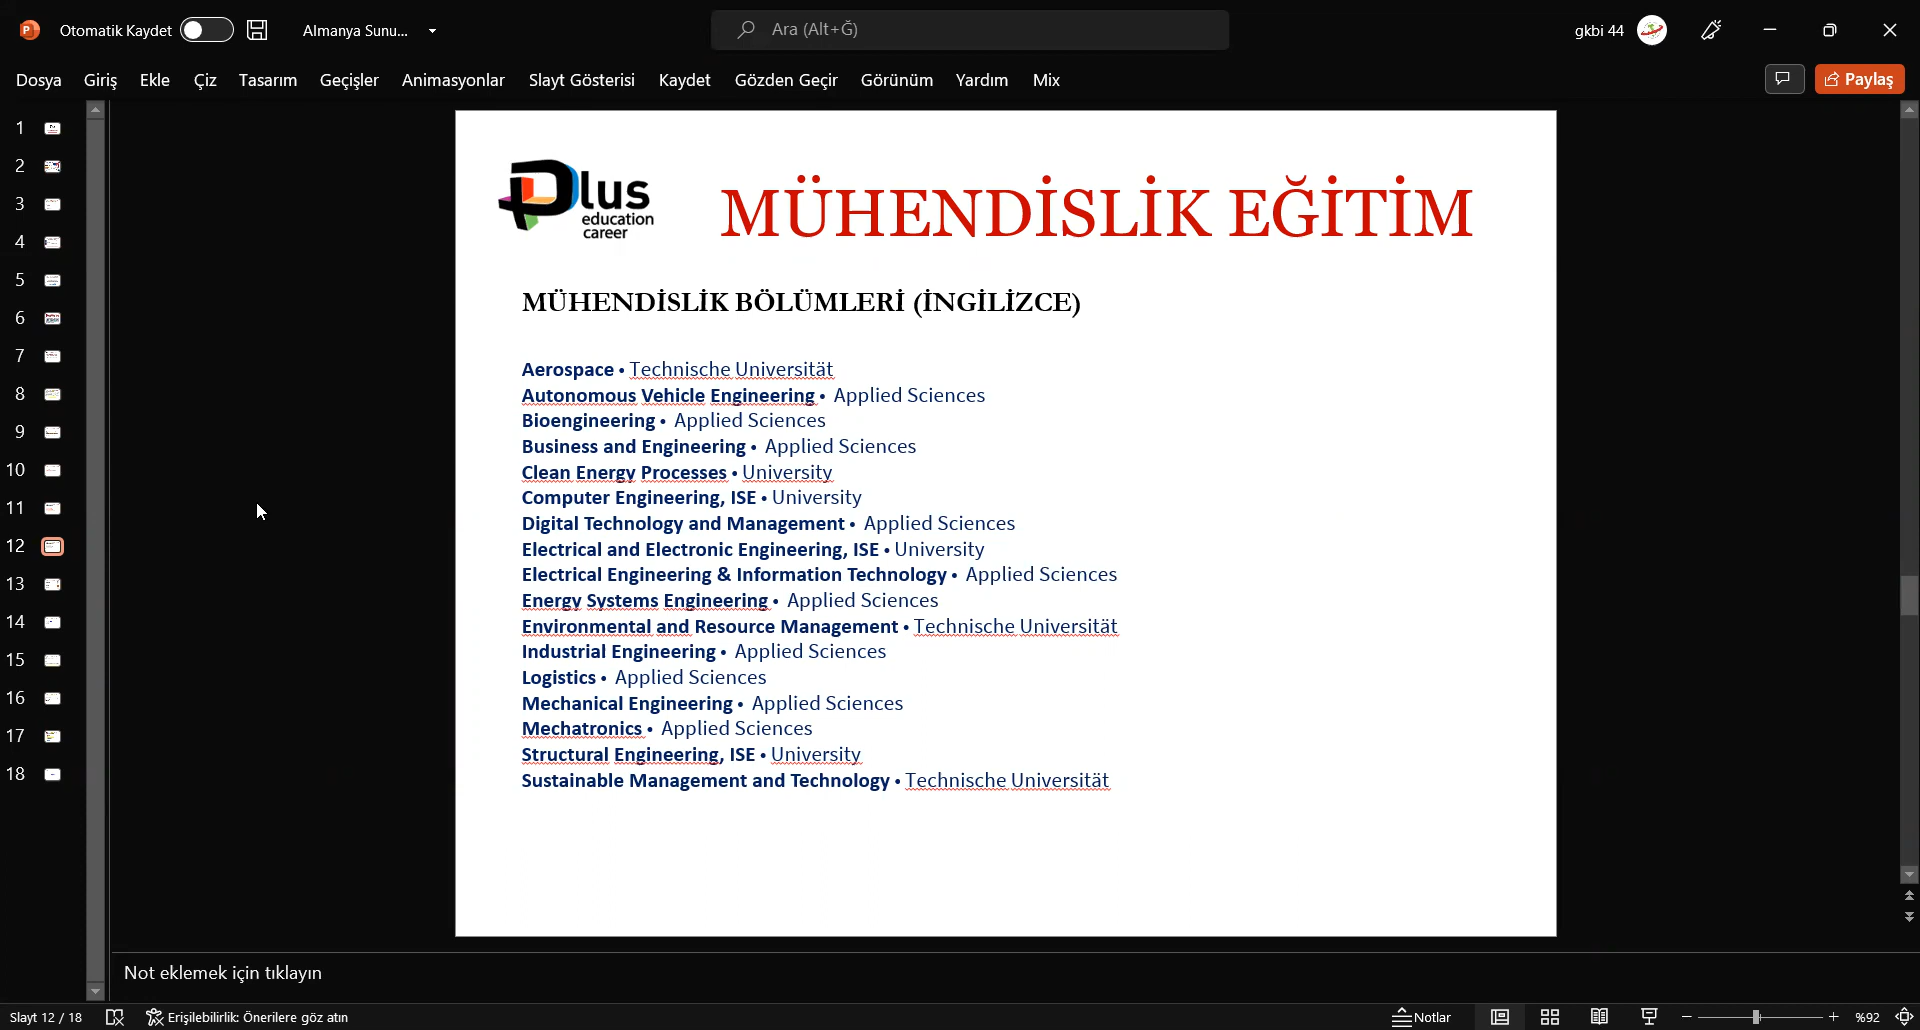 Otomatik Kaydet
Almanya Sunu...
Ara (Alt+Ğ)
gkbi 44
Dosya Giriş Ekle Çiz Tasarım Geçişler Animasyonlar Slayt Gösterisi Kaydet Gözden Geçir Görünüm Yardım Mix
Paylaş
1
2
3
4
5
6
7
8
9
10
11
12
13
14
15
16
17
18
Plus
education
career
MÜHENDİSLİK EĞİTİM
MÜHENDİSLİK BÖLÜMLERİ (İNGİLİZCE)
Aerospace • Technische Universität
Autonomous Vehicle Engineering • Applied Sciences
Bioengineering • Applied Sciences
Business and Engineering • Applied Sciences
Clean Energy Processes • University
Computer Engineering, ISE • University
Digital Technology and Management • Applied Sciences
Electrical and Electronic Engineering, ISE • University
Electrical Engineering & Information Technology • Applied Sciences
Energy Systems Engineering • Applied Sciences
Environmental and Resource Management • Technische Universität
Industrial Engineering • Applied Sciences
Logistics • Applied Sciences
Mechanical Engineering • Applied Sciences
Mechatronics • Applied Sciences
Structural Engineering, ISE • University
Sustainable Management and Technology • Technische Universität
Not eklemek için tıklayın
Slayt 12 / 18
Erişilebilirlik: Önerilere göz atın
Notlar
%92